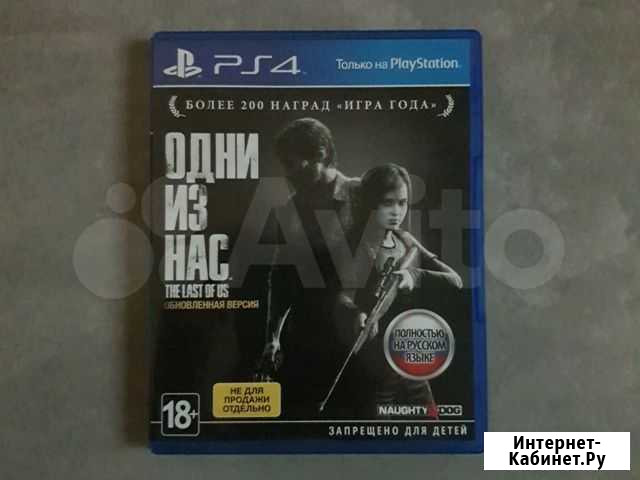 PS4
Только на PlayStation.
БОЛЕЕ 200 НАГРАД «ИГРА ГОДА»
ОДНИ
ИЗ
НАС
THE LAST OF US
ОБНОВЛЕННАЯ ВЕРСИЯ
Avito
ПОЛНОСТЬЮ
НА РУССКОМ
ЯЗЫКЕ
НЕ ДЛЯ
ПРОДАЖИ
ОТДЕЛЬНО
18+
NAUGHTY DOG
ЗАПРЕЩЕНО ДЛЯ ДЕТЕЙ
Интернет-
Кабинет.Ру